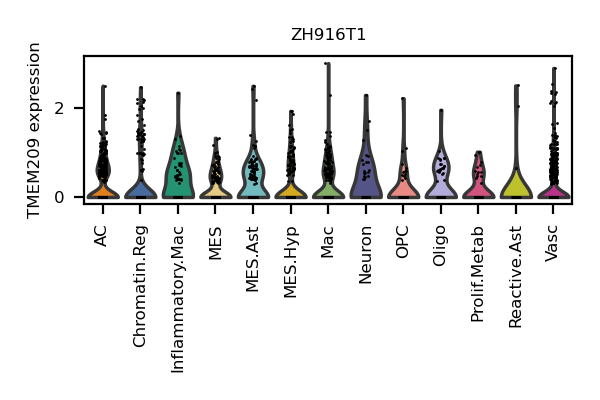 ZH916T1
TMEM209 expression
2
0
AC
Chromatin.Reg
Inflammatory.Mac
MES
MES.Ast
MES.Hyp
Mac
Neuron
OPC
Oligo
Prolif.Metab
Reactive.Ast
Vasc